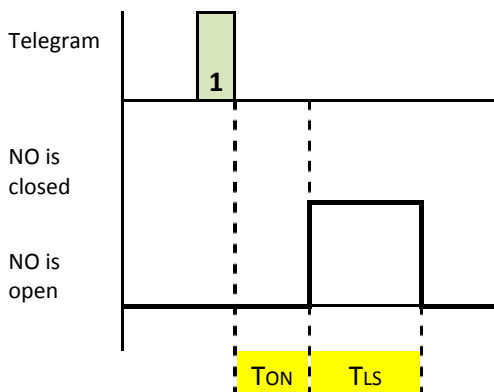 Telegram
1
NO is
closed
NO is
open
TON TLS